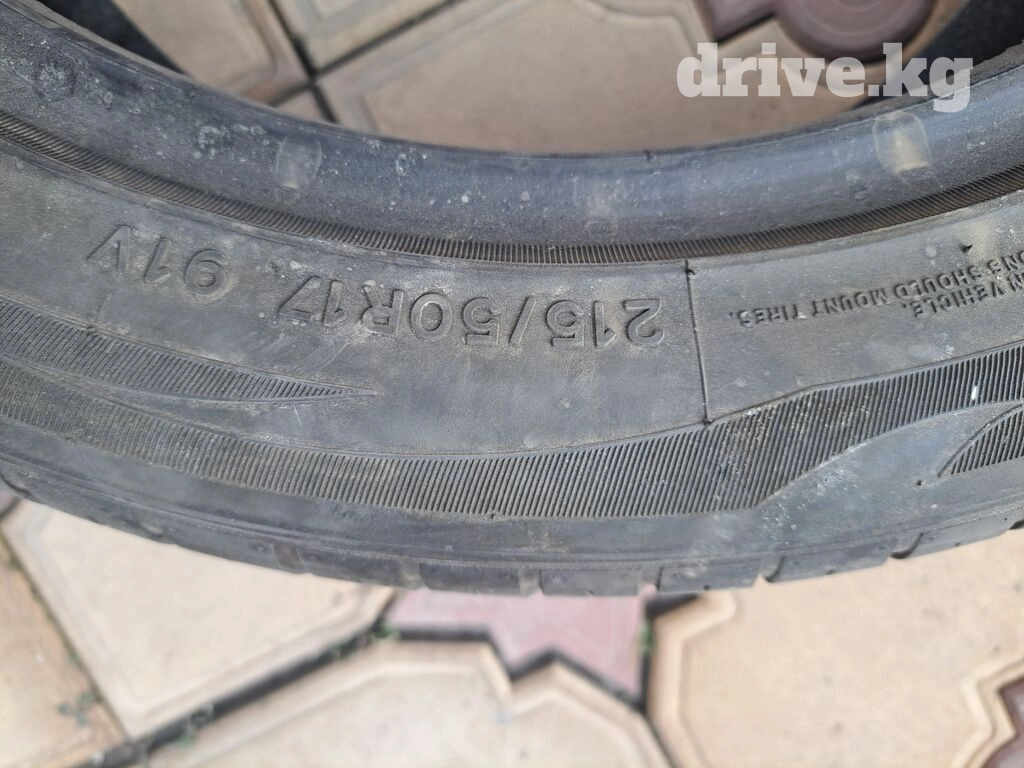 drive.kg
215/50R17 91V
N VEHICLE.
ONS SHOULD MOUNT TIRES.